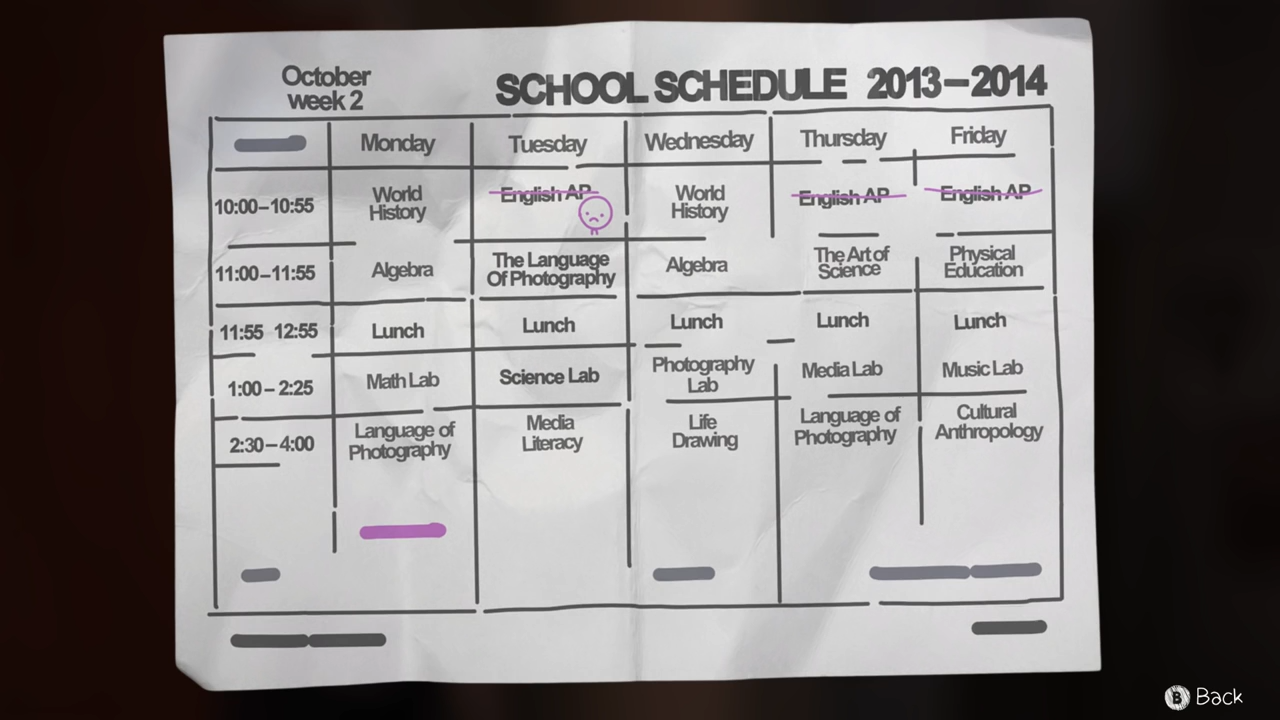 October
week 2
SCHOOL SCHEDULE 2013-2014
Monday Tuesday Wednesday Thursday Friday
10:00-10:55 World History English AP World History English AP English AP
11:00-11:55 Algebra The Language Of Photography Algebra The Art of Science Physical Education
11:55 12:55 Lunch Lunch Lunch Lunch Lunch
1:00-2:25 Math Lab Science Lab Photography Lab Media Lab Music Lab
2:30-4:00 Language of Photography Media Literacy Life Drawing Language of Photography Cultural Anthropology
B Back